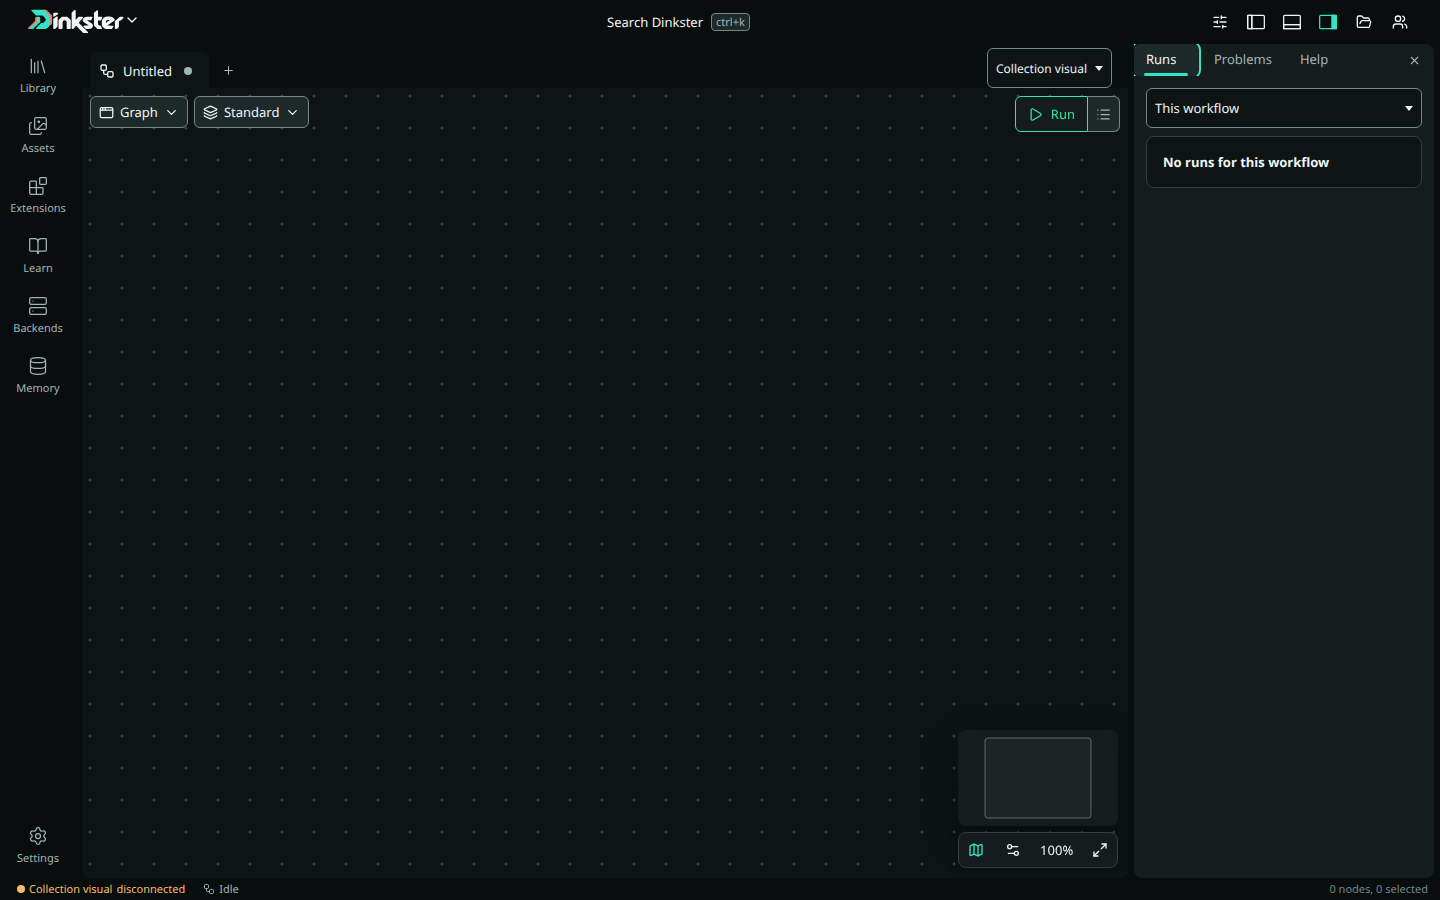 Dinkster
Search Dinkster ctrl+k
Library
Assets
Extensions
Learn
Backends
Memory
Settings
Untitled
Collection visual
Graph
Standard
Run
Runs
Problems
Help
This workflow
No runs for this workflow
100%
Collection visual disconnected
Idle
0 nodes, 0 selected